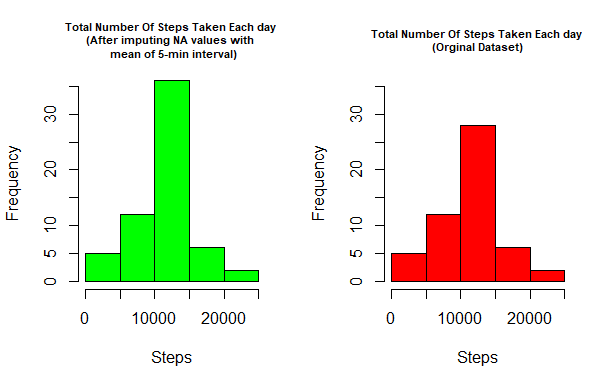 Total Number Of Steps Taken Each day
(After imputing NA values with
mean of 5-min interval)
Frequency
30
20
10
5
0
0 10000 20000
Steps
Total Number Of Steps Taken Each day
(Orginal Dataset)
Frequency
30
20
10
5
0
0 10000 20000
Steps